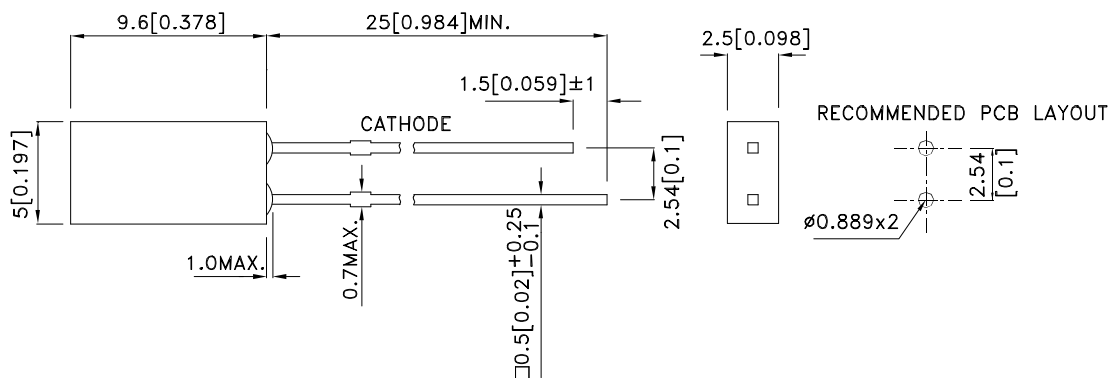 9.6[0.378]
25[0.984]MIN.
2.5[0.098]
1.5[0.059]±1
CATHODE
RECOMMENDED PCB LAYOUT
5[0.197]
2.54[0.1]
2.54
[0.1]
ø0.889x2
1.0MAX.
0.7MAX.
□0.5[0.02]+0.25
-0.1